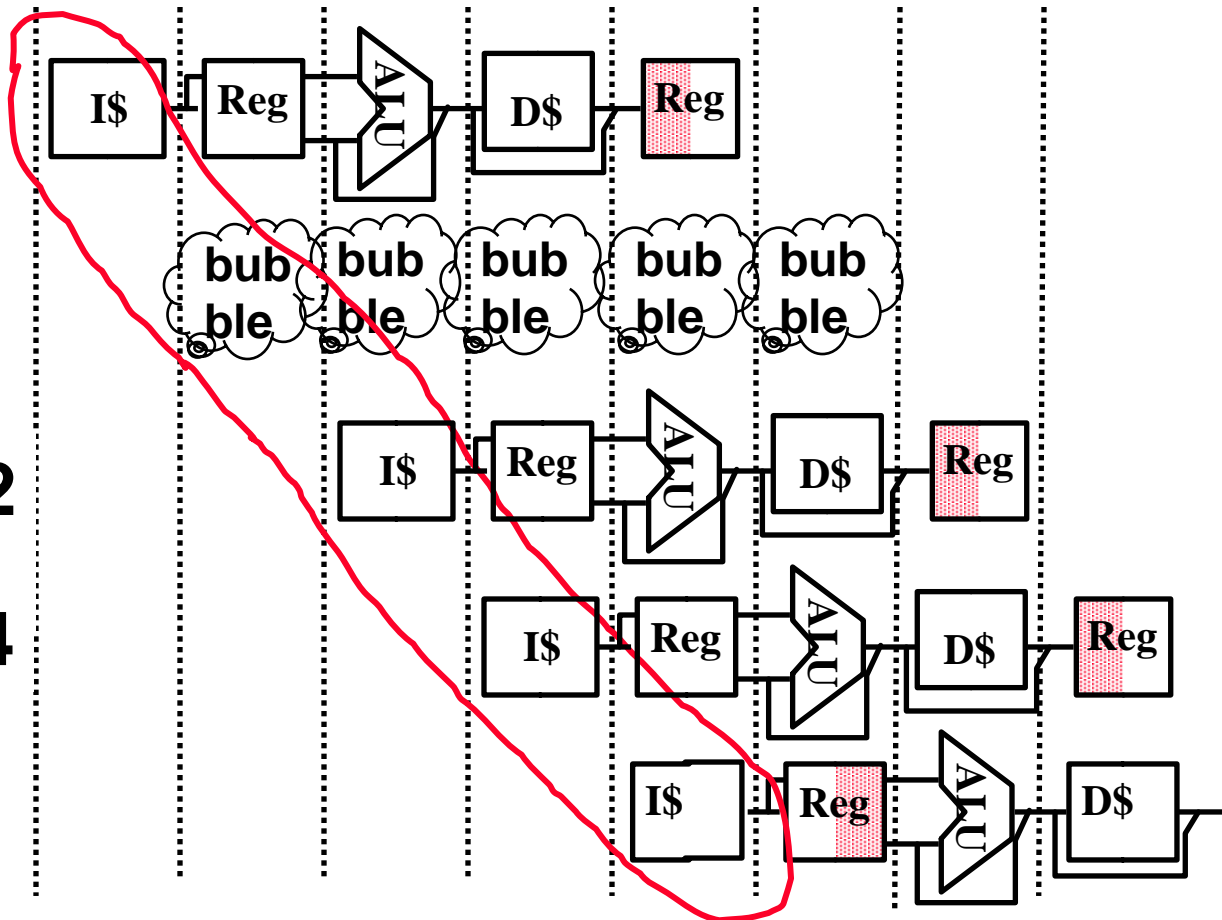 I$ Reg ALU D$ Reg
bub bub bub bub bub
ble ble ble ble ble
2 I$ Reg ALU D$ Reg
4 I$ Reg ALU D$ Reg
I$ Reg ALU D$